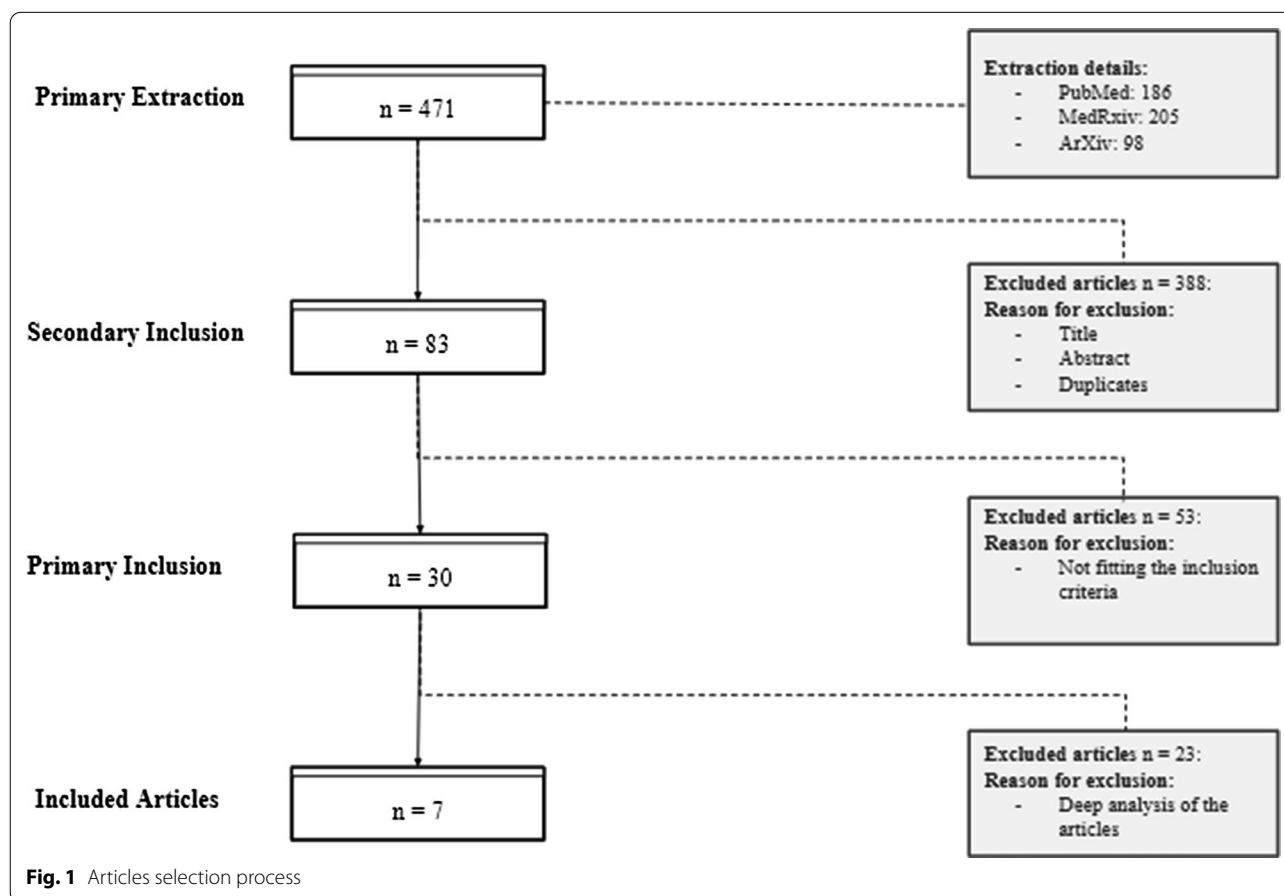 Primary Extraction
n = 471
Extraction details:
- PubMed: 186
- MedRxiv: 205
- ArXiv: 98
Excluded articles n = 388:
Reason for exclusion:
- Title
- Abstract
- Duplicates
Secondary Inclusion
n = 83
Excluded articles n = 53:
Reason for exclusion:
- Not fitting the inclusion
criteria
Primary Inclusion
n = 30
Excluded articles n = 23:
Reason for exclusion:
- Deep analysis of the
articles
Included Articles
n = 7
Fig. 1 Articles selection process